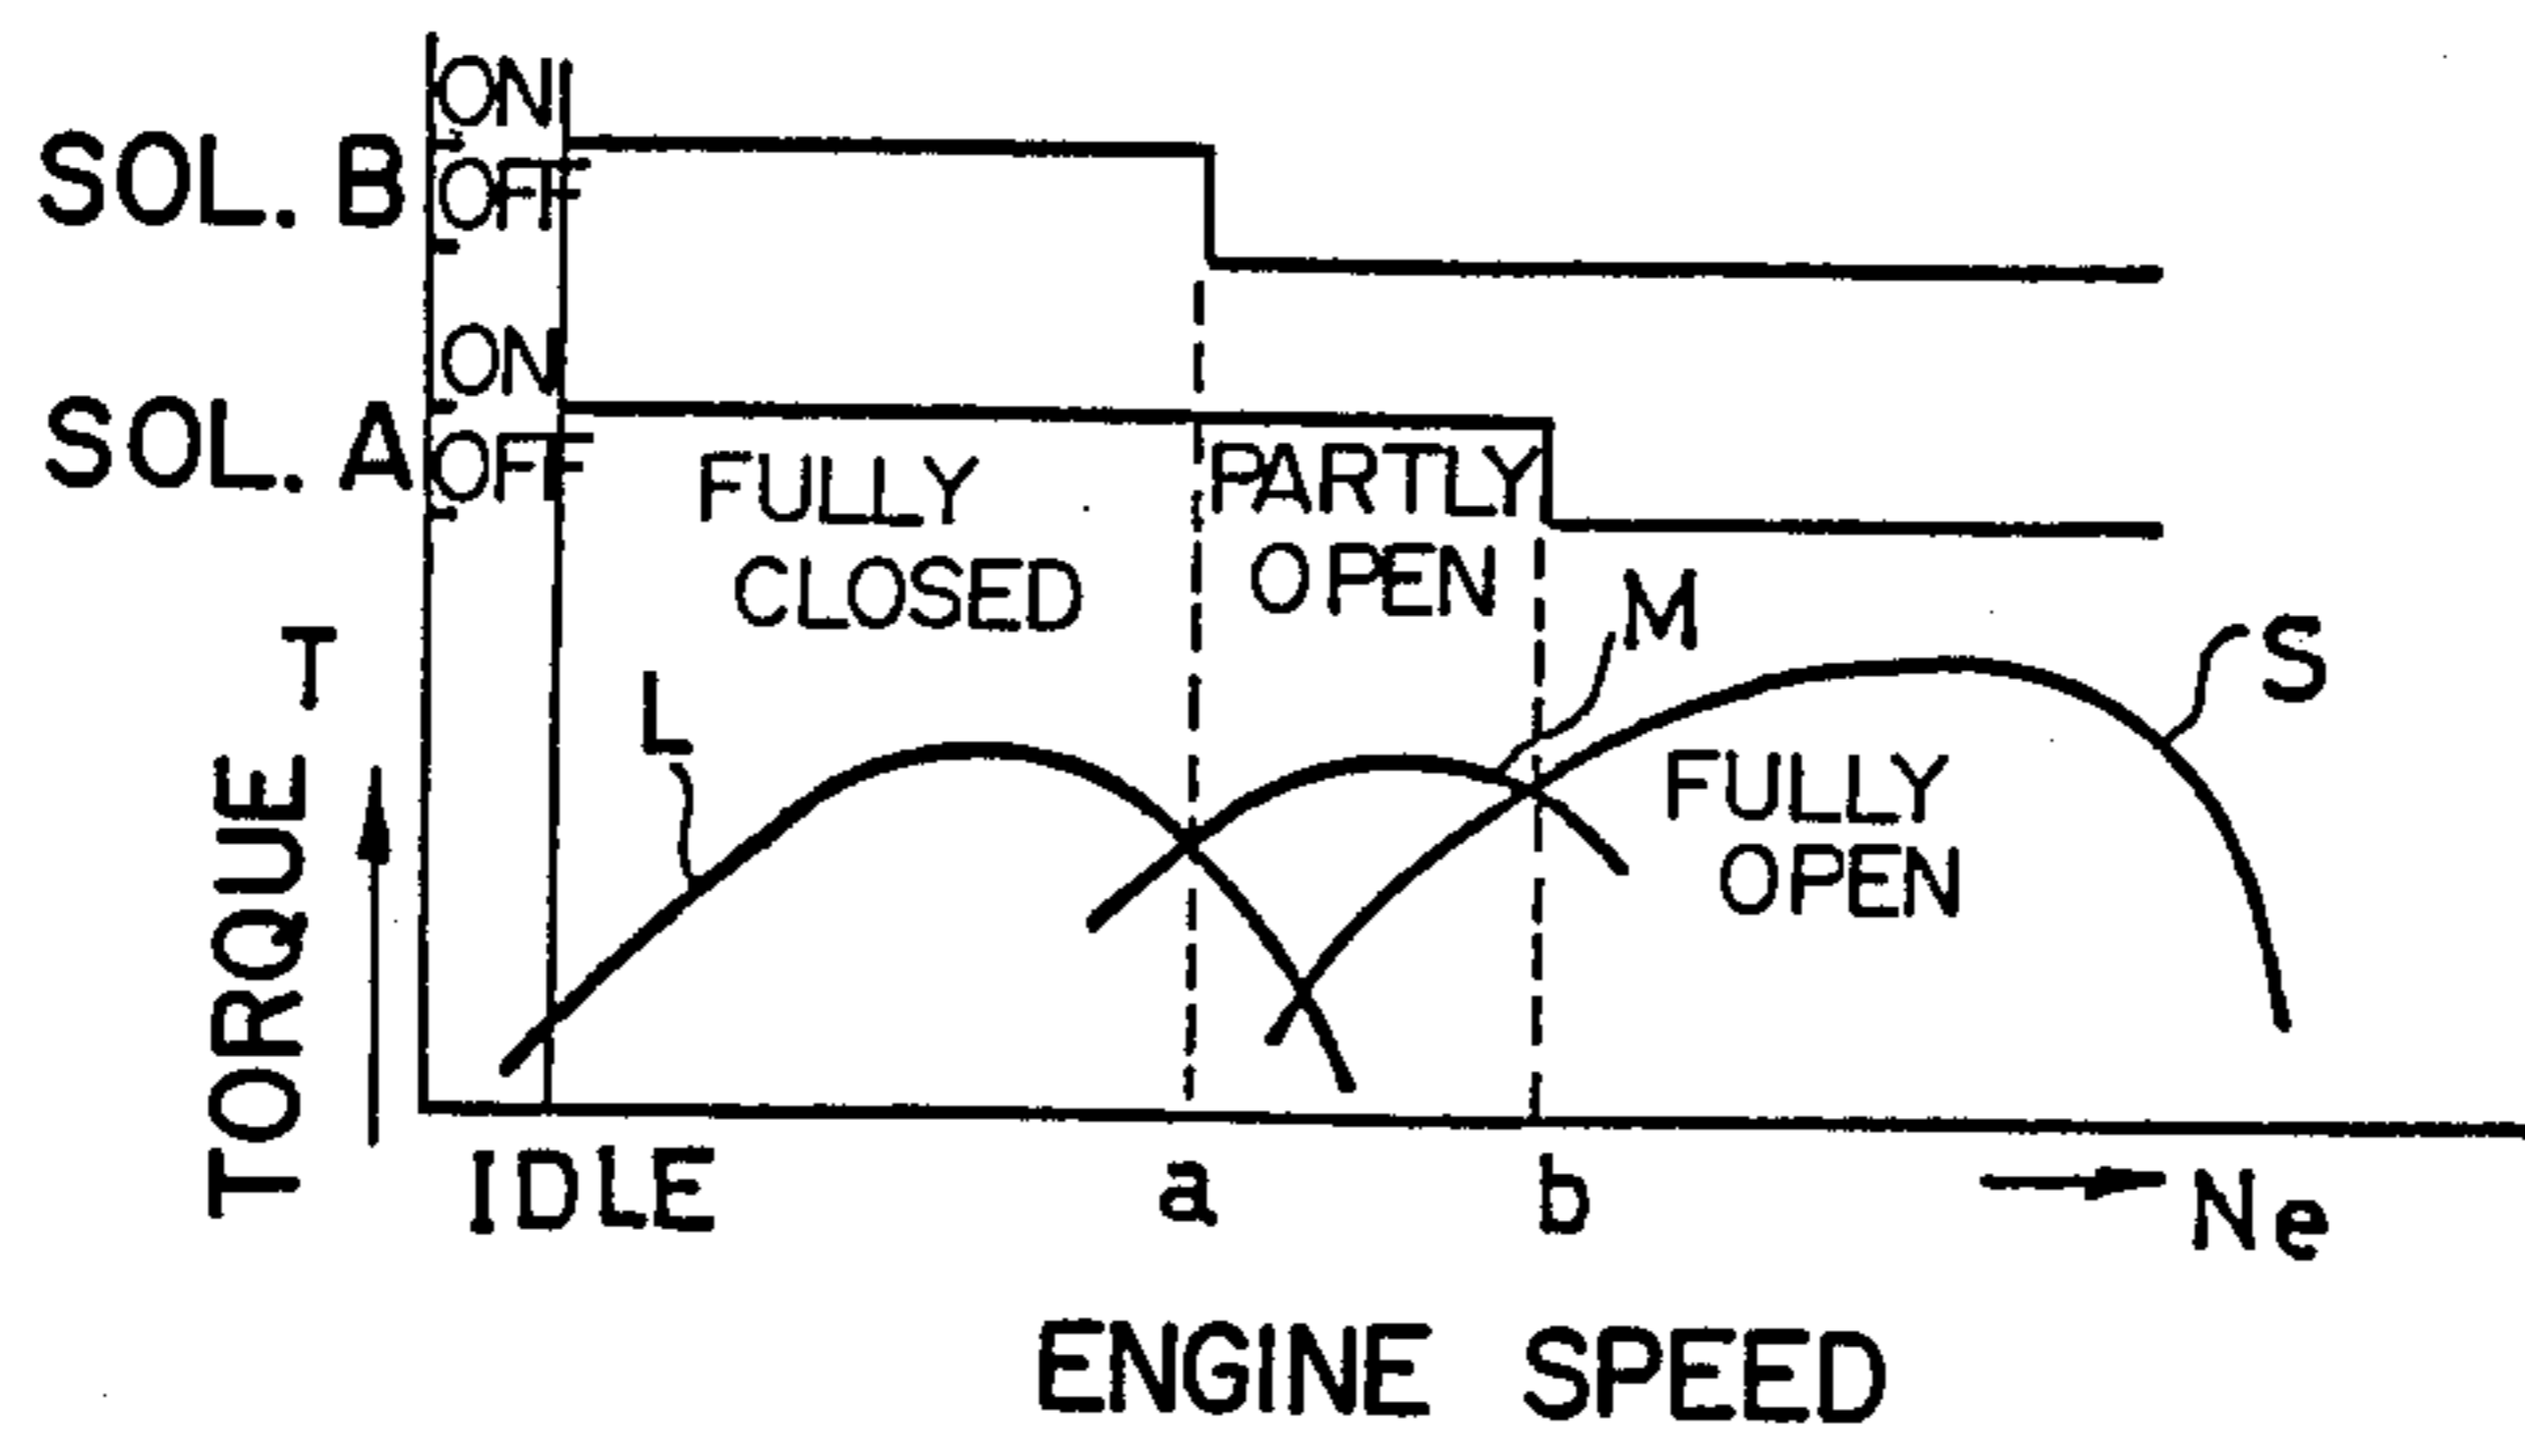 ON
SOL. B
OFF
ON
SOL. A
OFF
FULLY
CLOSED
PARTLY
OPEN
M
S
L
FULLY
OPEN
TORQUE T
IDLE
a
b
Ne
ENGINE SPEED